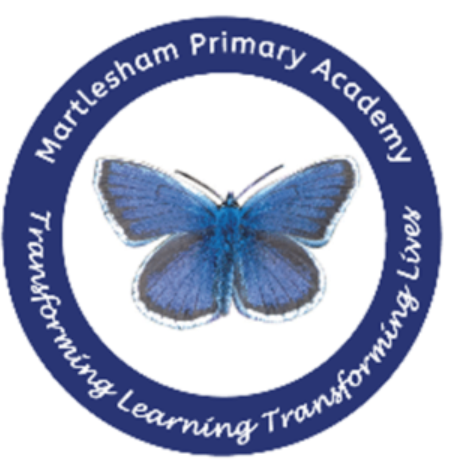 Martlesham Primary Academy
Transforming Learning Transforming Lives